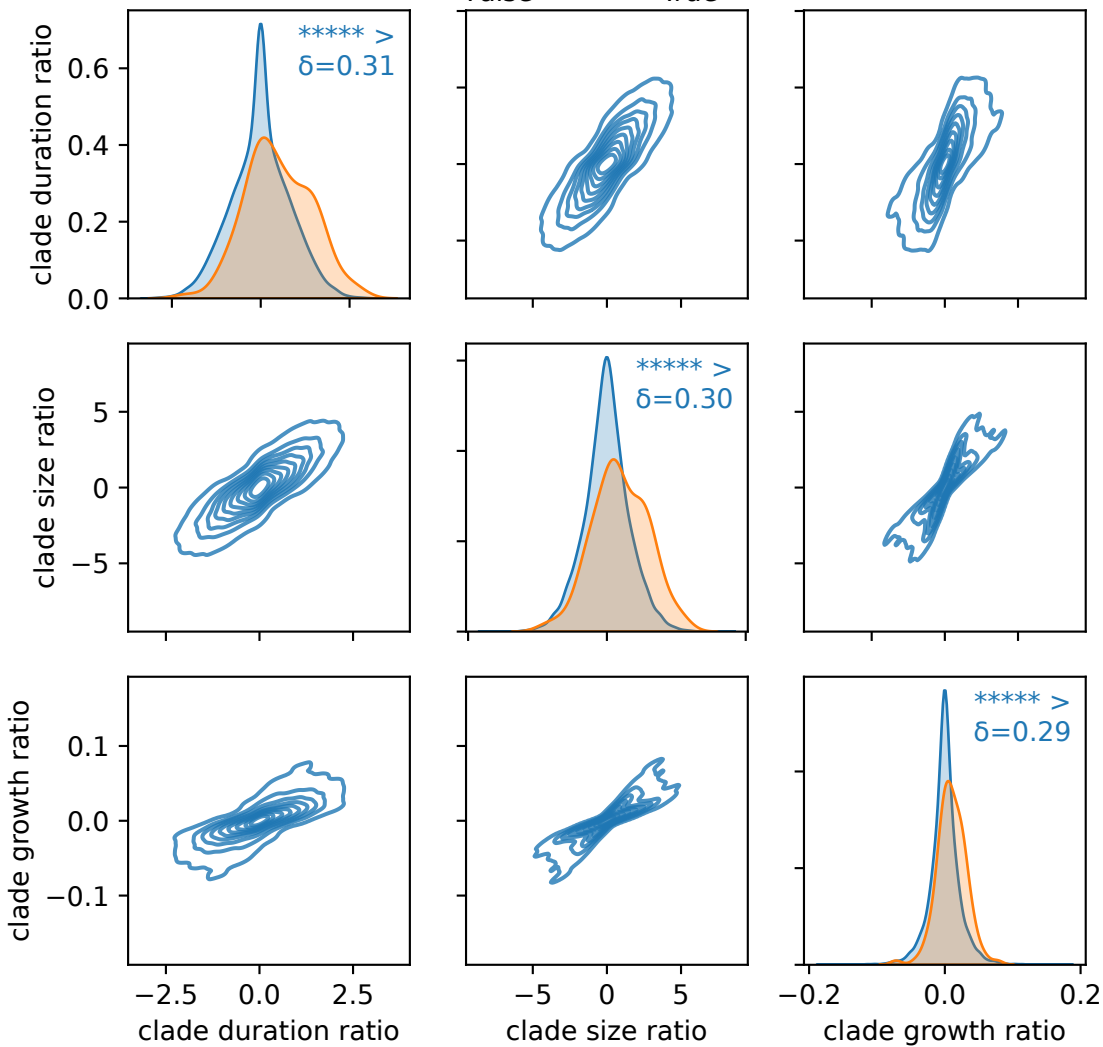 ***** >
δ=0.31
clade duration ratio
0.6
0.4
0.2
0.0
***** >
δ=0.30
clade size ratio
5
0
−5
***** >
δ=0.29
clade growth ratio
0.1
0.0
−0.1
−2.5 0.0 2.5
−5 0 5
−0.2 0.0 0.2
clade duration ratio
clade size ratio
clade growth ratio